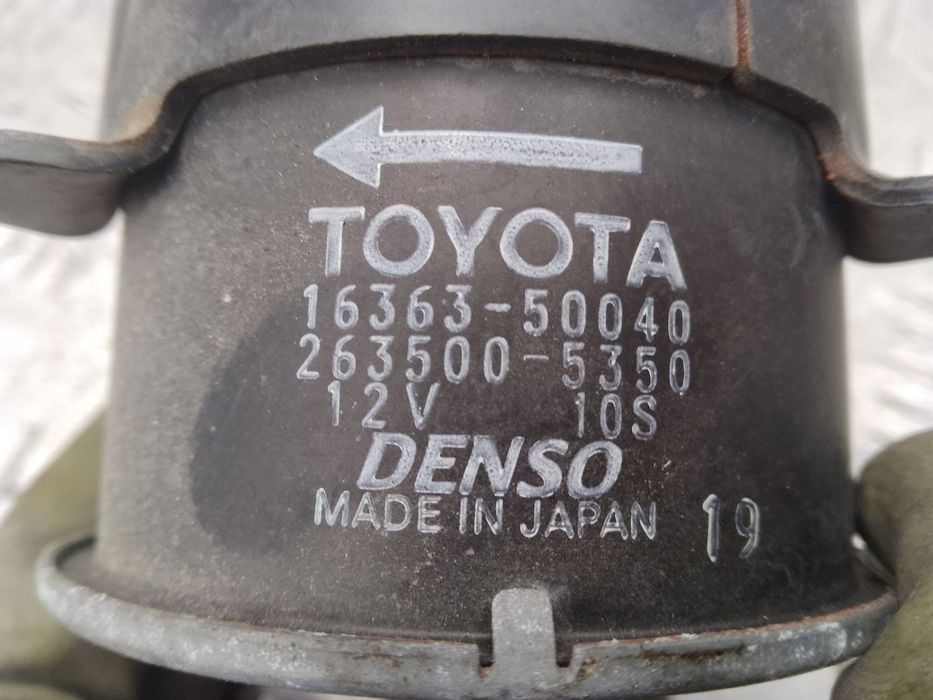 TOYOTA
16363-50040
263500-5350
12V 10S
DENSO
MADE IN JAPAN 19